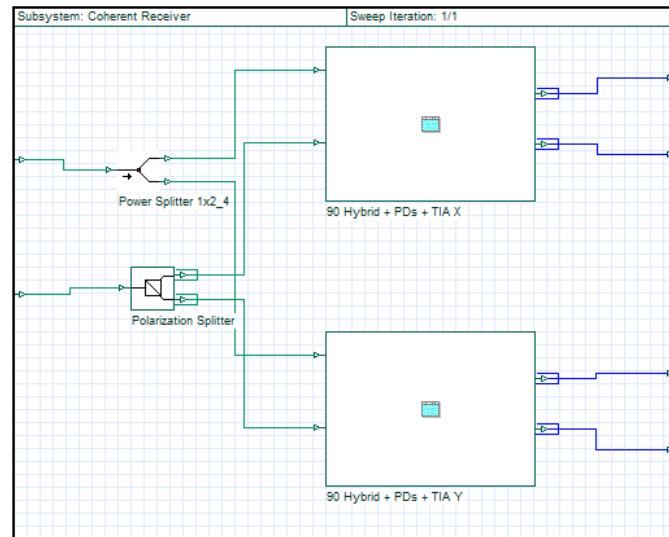 Subsystem: Coherent Receiver
Sweep Iteration: 1/1
Power Splitter 1x2_4
90 Hybrid + PDs + TIA X
Polarization Splitter
90 Hybrid + PDs + TIA Y